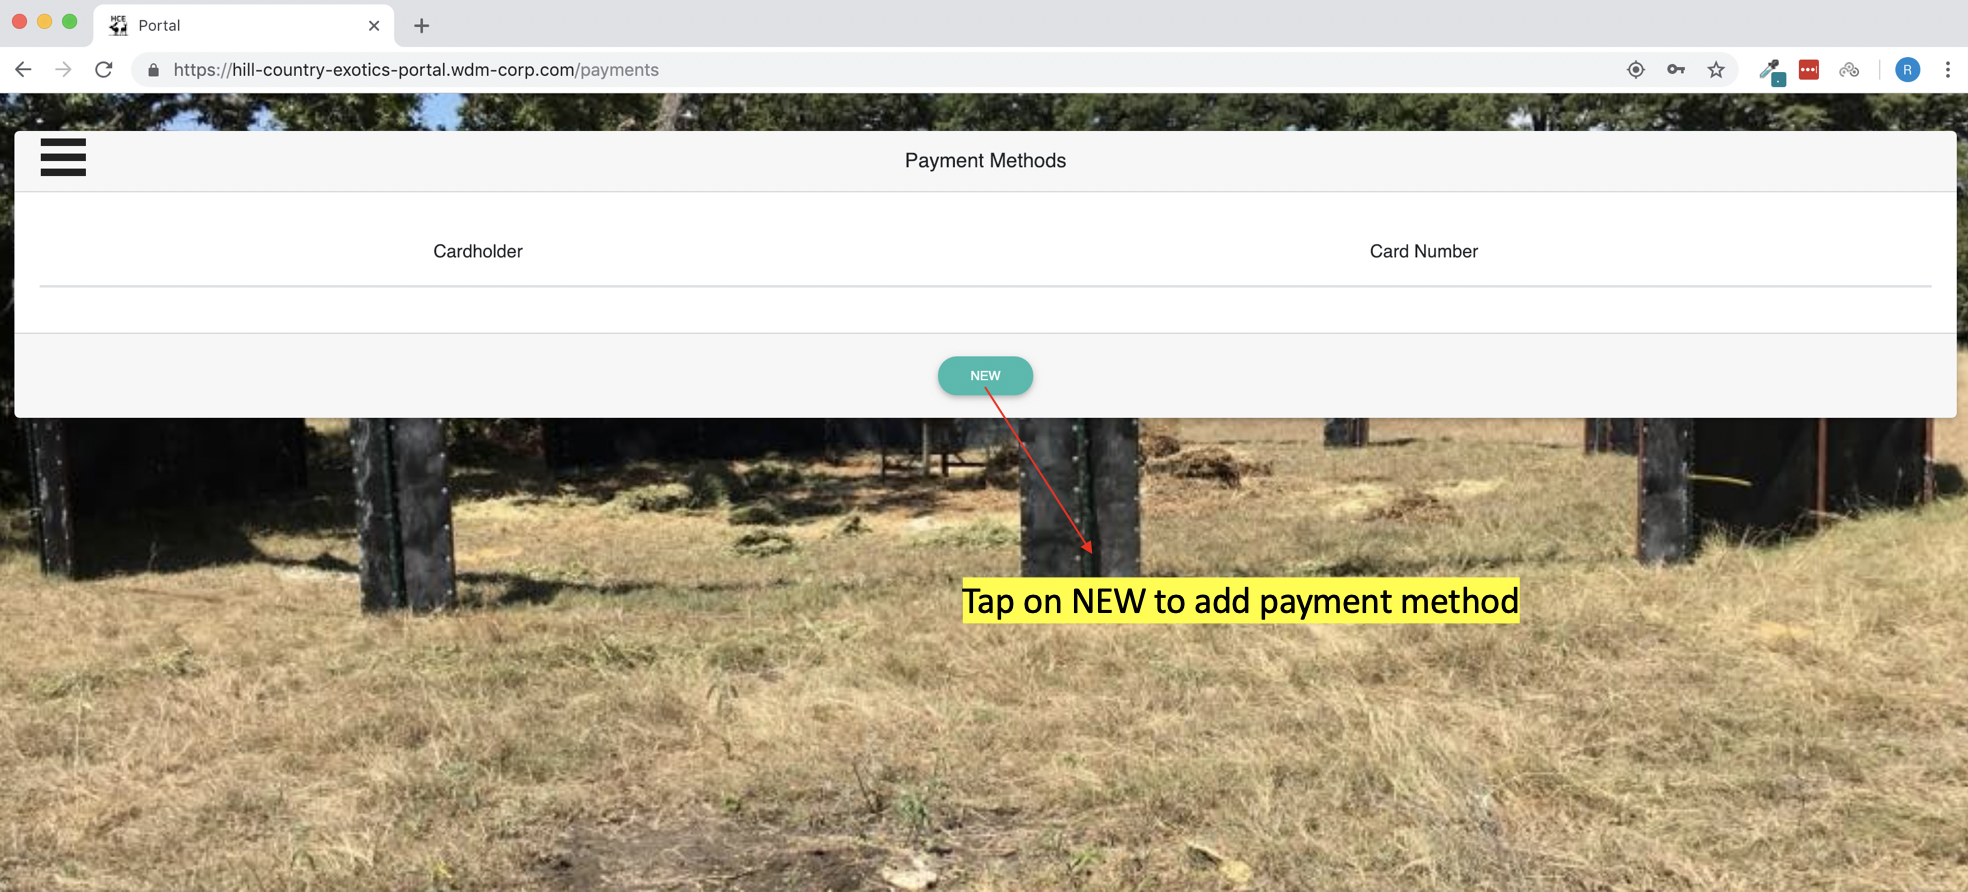 HCE
Portal
https://hill-country-exotics-portal.wdm-corp.com/payments
R
Payment Methods
Cardholder
Card Number
NEW
Tap on NEW to add payment method